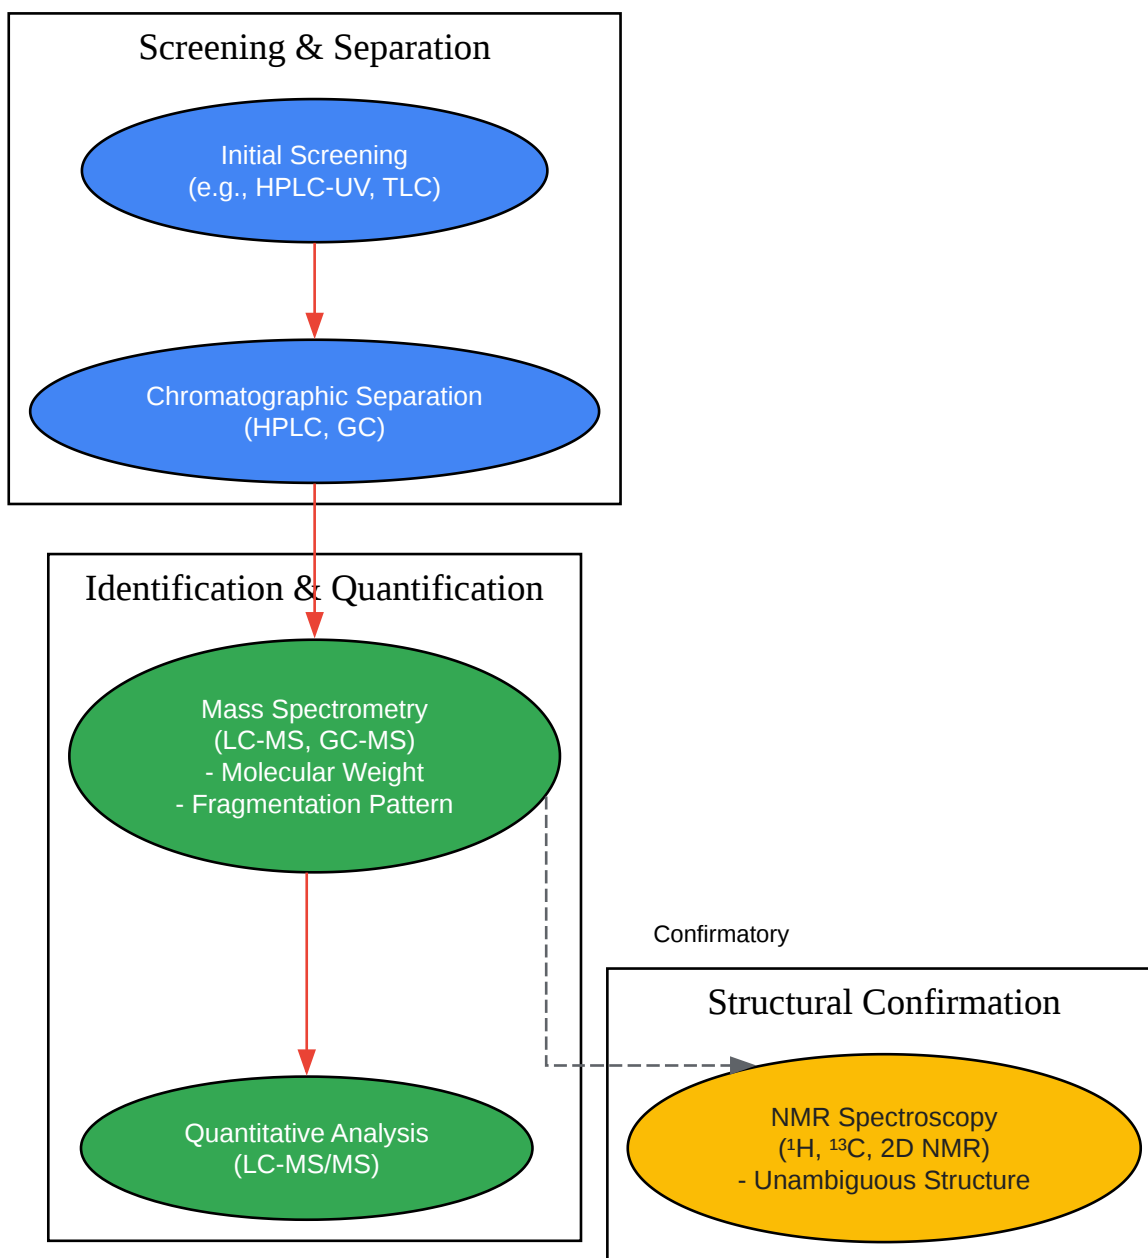 Screening & Separation
Initial Screening
(e.g., HPLC-UV, TLC)
Chromatographic Separation
(HPLC, GC)
Identification & Quantification
Mass Spectrometry
(LC-MS, GC-MS)
- Molecular Weight
- Fragmentation Pattern
Confirmatory
Structural Confirmation
Quantitative Analysis
(LC-MS/MS)
NMR Spectroscopy
(¹H, ¹³C, 2D NMR)
- Unambiguous Structure